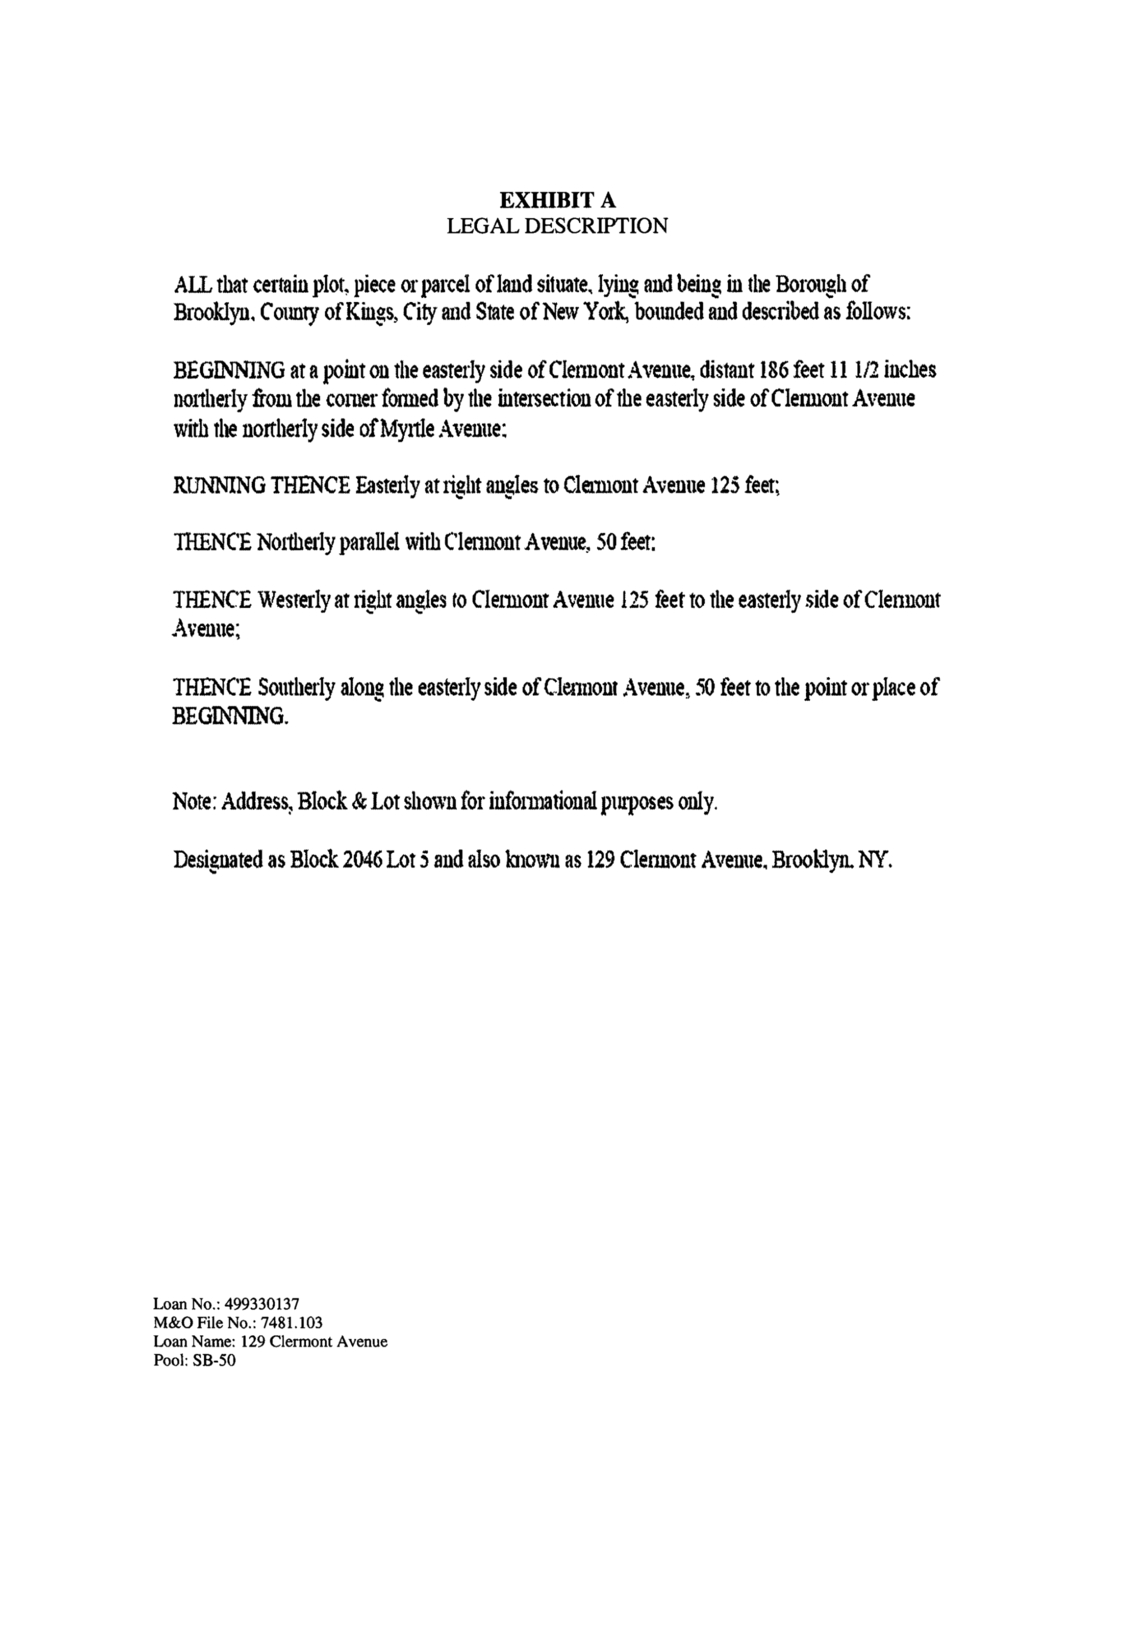 EXHIBIT A
LEGAL DESCRIPTION
ALL that certain plot, piece or parcel of land situate, lying and being in the Borough of
Brooklyn, County of Kings, City and State of New York, bounded and described as follows:
BEGINNING at a point on the easterly side of Clermont Avenue, distant 186 feet 11 1/2 inches
northerly from the corner formed by the intersection of the easterly side of Clermont Avenue
with the northerly side of Myrtle Avenue;
RUNNING THENCE Easterly at right angles to Clermont Avenue 125 feet;
THENCE Northerly parallel with Clermont Avenue, 50 feet;
THENCE Westerly at right angles to Clermont Avenue 125 feet to the easterly side of Clermont
Avenue;
THENCE Southerly along the easterly side of Clermont Avenue, 50 feet to the point or place of
BEGINNING.
Note: Address, Block & Lot shown for informational purposes only.
Designated as Block 2046 Lot 5 and also known as 129 Clermont Avenue, Brooklyn, NY.
Loan No.: 499330137
M&O File No.: 7481.103
Loan Name: 129 Clermont Avenue
Pool: SB-50